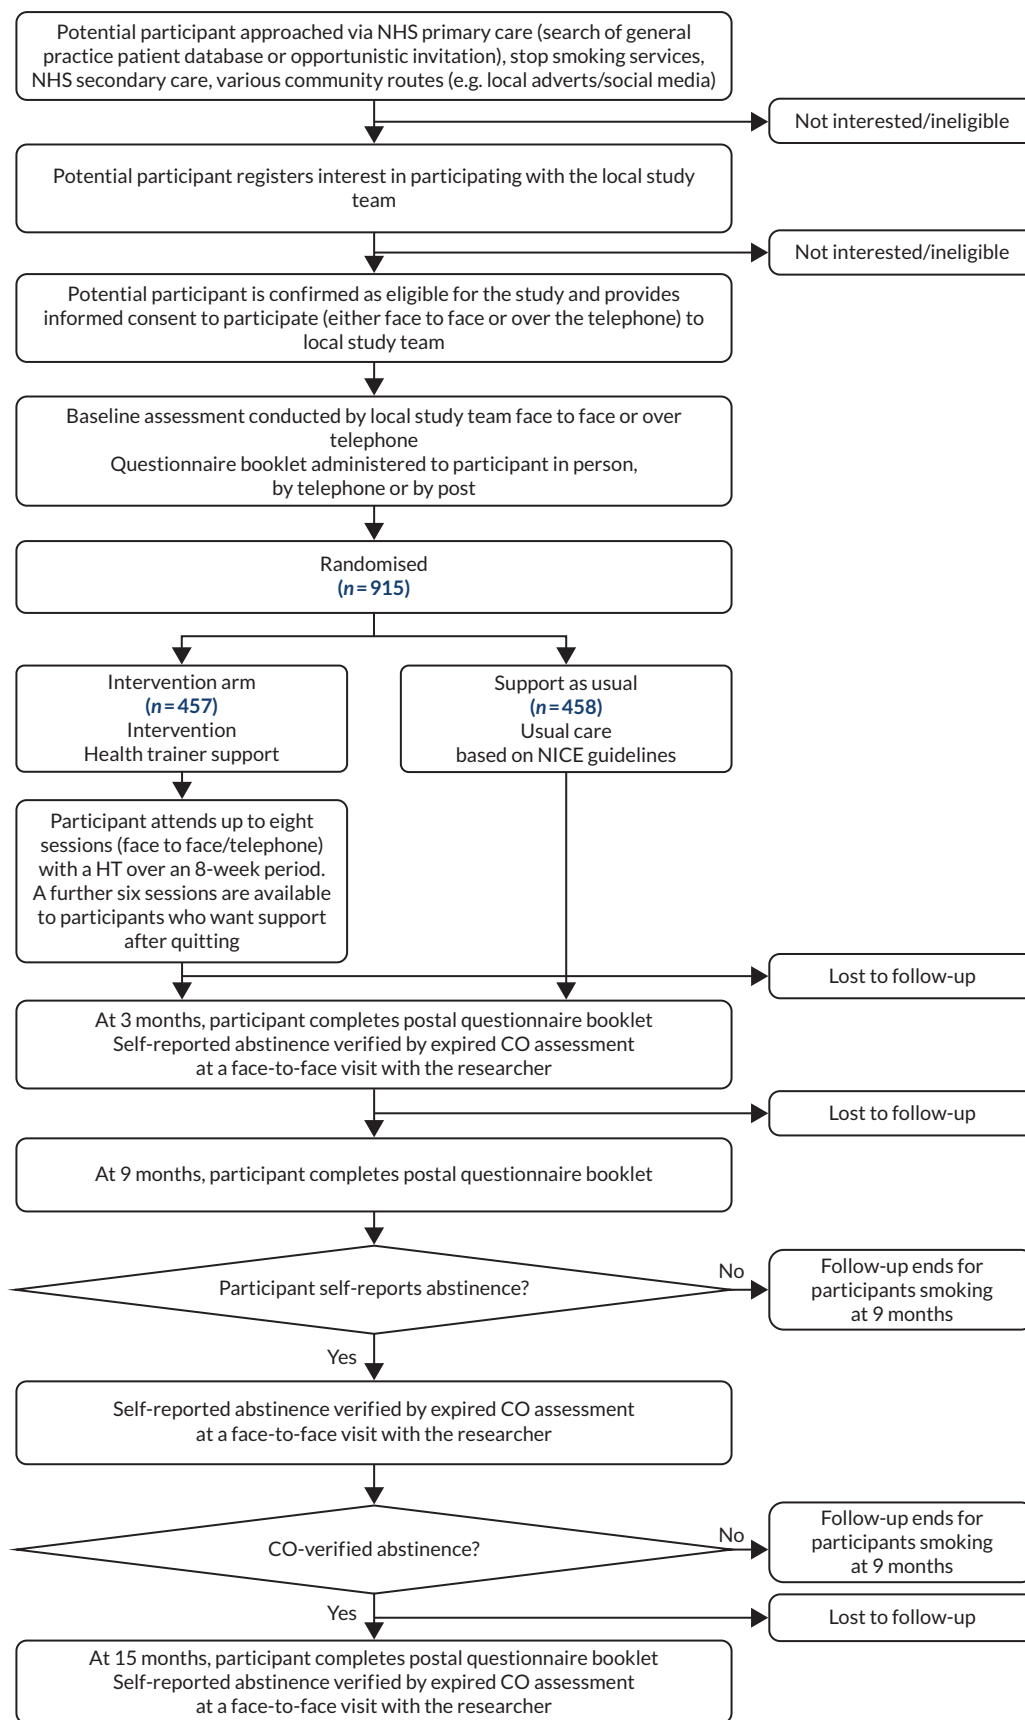 Potential participant approached via NHS primary care (search of general
practice patient database or opportunistic invitation), stop smoking services,
NHS secondary care, various community routes (e.g. local adverts/social media)
Not interested/ineligible
Potential participant registers interest in participating with the local study
team
Not interested/ineligible
Potential participant is confirmed as eligible for the study and provides
informed consent to participate (either face to face or over the telephone) to
local study team
Baseline assessment conducted by local study team face to face or over
telephone
Questionnaire booklet administered to participant in person,
by telephone or by post
Randomised
(n=915)
Intervention arm
(n=457)
Intervention
Health trainer support
Support as usual
(n=458)
Usual care
based on NICE guidelines
Participant attends up to eight
sessions (face to face/telephone)
with a HT over an 8-week period.
A further six sessions are available
to participants who want support
after quitting
Lost to follow-up
At 3 months, participant completes postal questionnaire booklet
Self-reported abstinence verified by expired CO assessment
at a face-to-face visit with the researcher
Lost to follow-up
At 9 months, participant completes postal questionnaire booklet
Participant self-reports abstinence?
No
Follow-up ends for
participants smoking
at 9 months
Yes
Self-reported abstinence verified by expired CO assessment
at a face-to-face visit with the researcher
CO-verified abstinence?
No
Follow-up ends for
participants smoking
at 9 months
Yes
Lost to follow-up
At 15 months, participant completes postal questionnaire booklet
Self-reported abstinence verified by expired CO assessment
at a face-to-face visit with the researcher